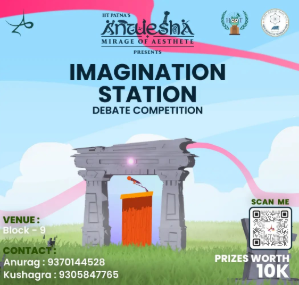 IIT PATNA'S
ANWESHA
MIRAGE OF AESTHETE
PRESENTS
IMAGINATION
STATION
DEBATE COMPETITION
SCAN ME
VENUE :
Block - 9
CONTACT :
Anurag : 9370144528
Kushagra : 9305847765
PRIZES WORTH
10K